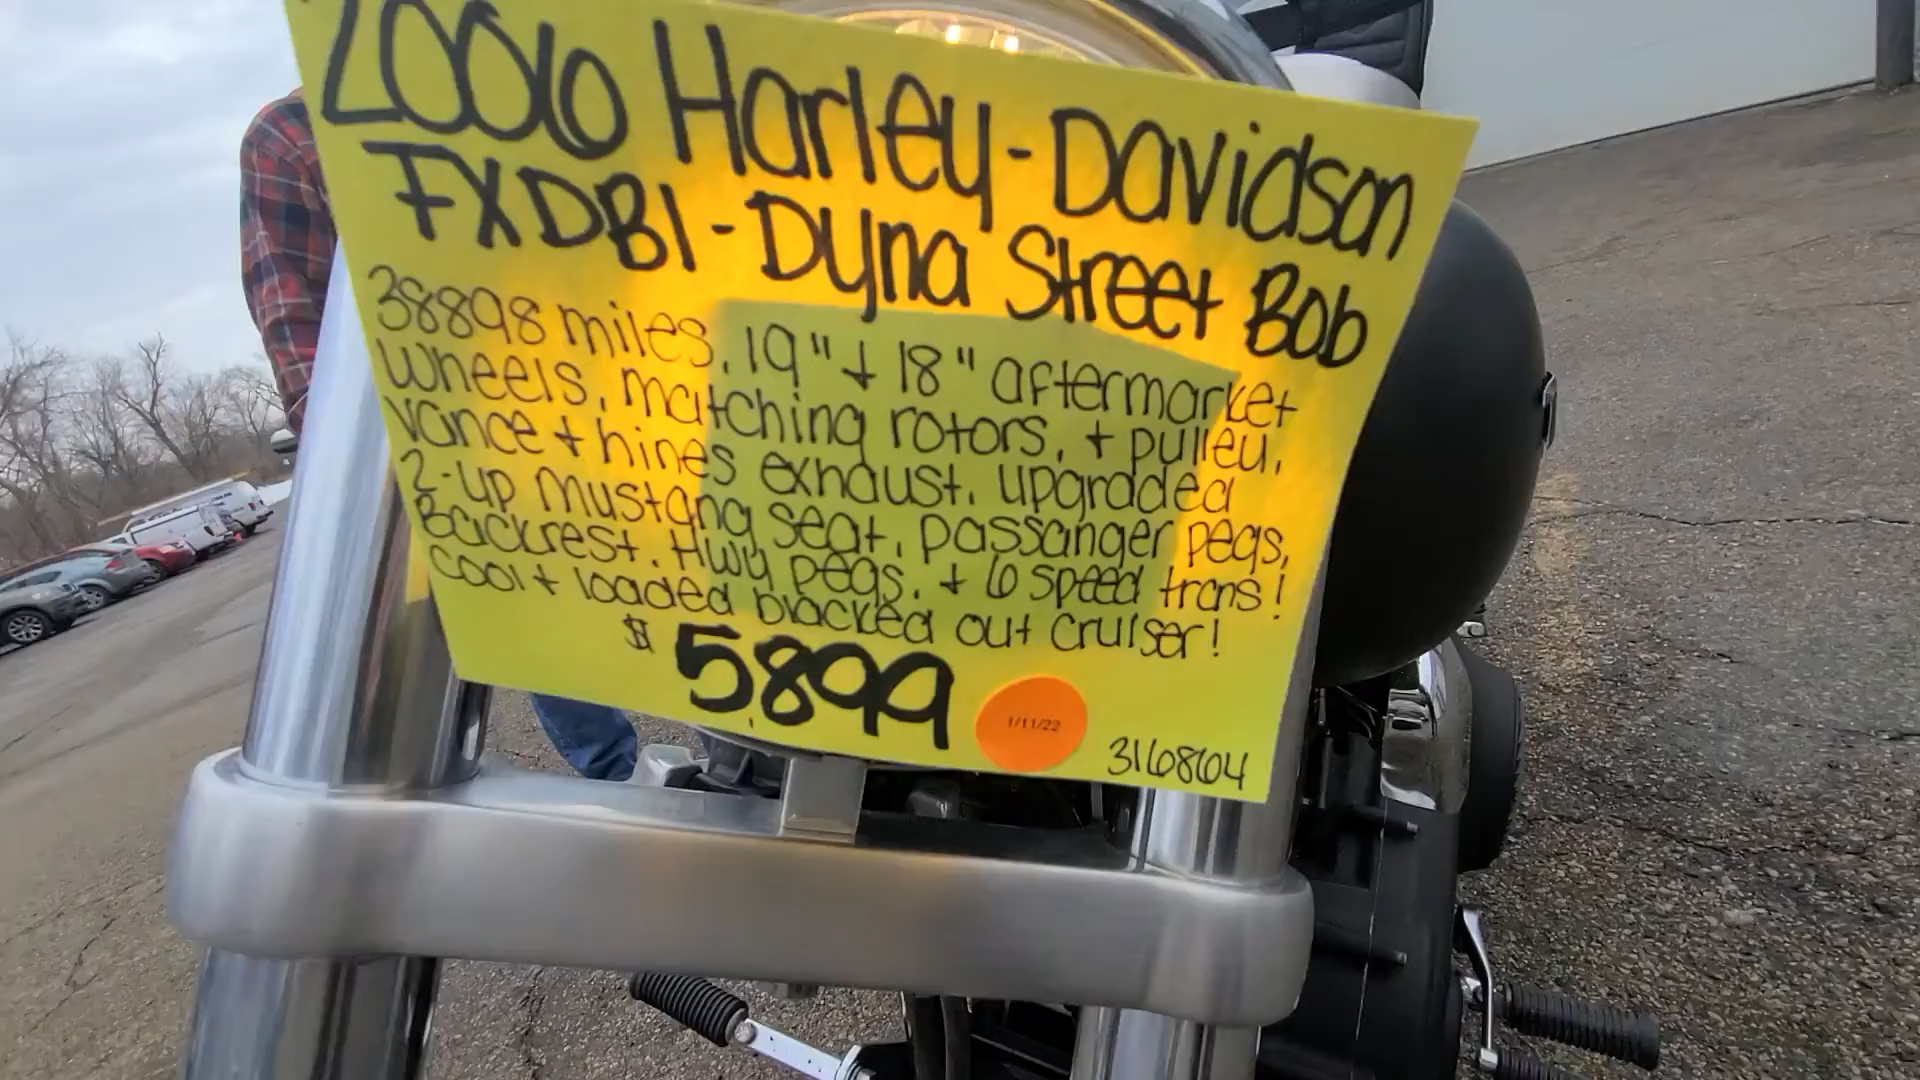 2006 Harley-Davidson
FXDBI-Dyna Street Bob
38898 miles, 19" + 18" aftermarket
wheels, matching rotors, + pulley,
Vance + hines exhaust, upgraded
2-up mustang seat, passanger pegs,
Backrest, Hwy pegs, + 6 speed trans!
Cool + loaded blacked out cruiser!
$5,899
1/11/22
3168604